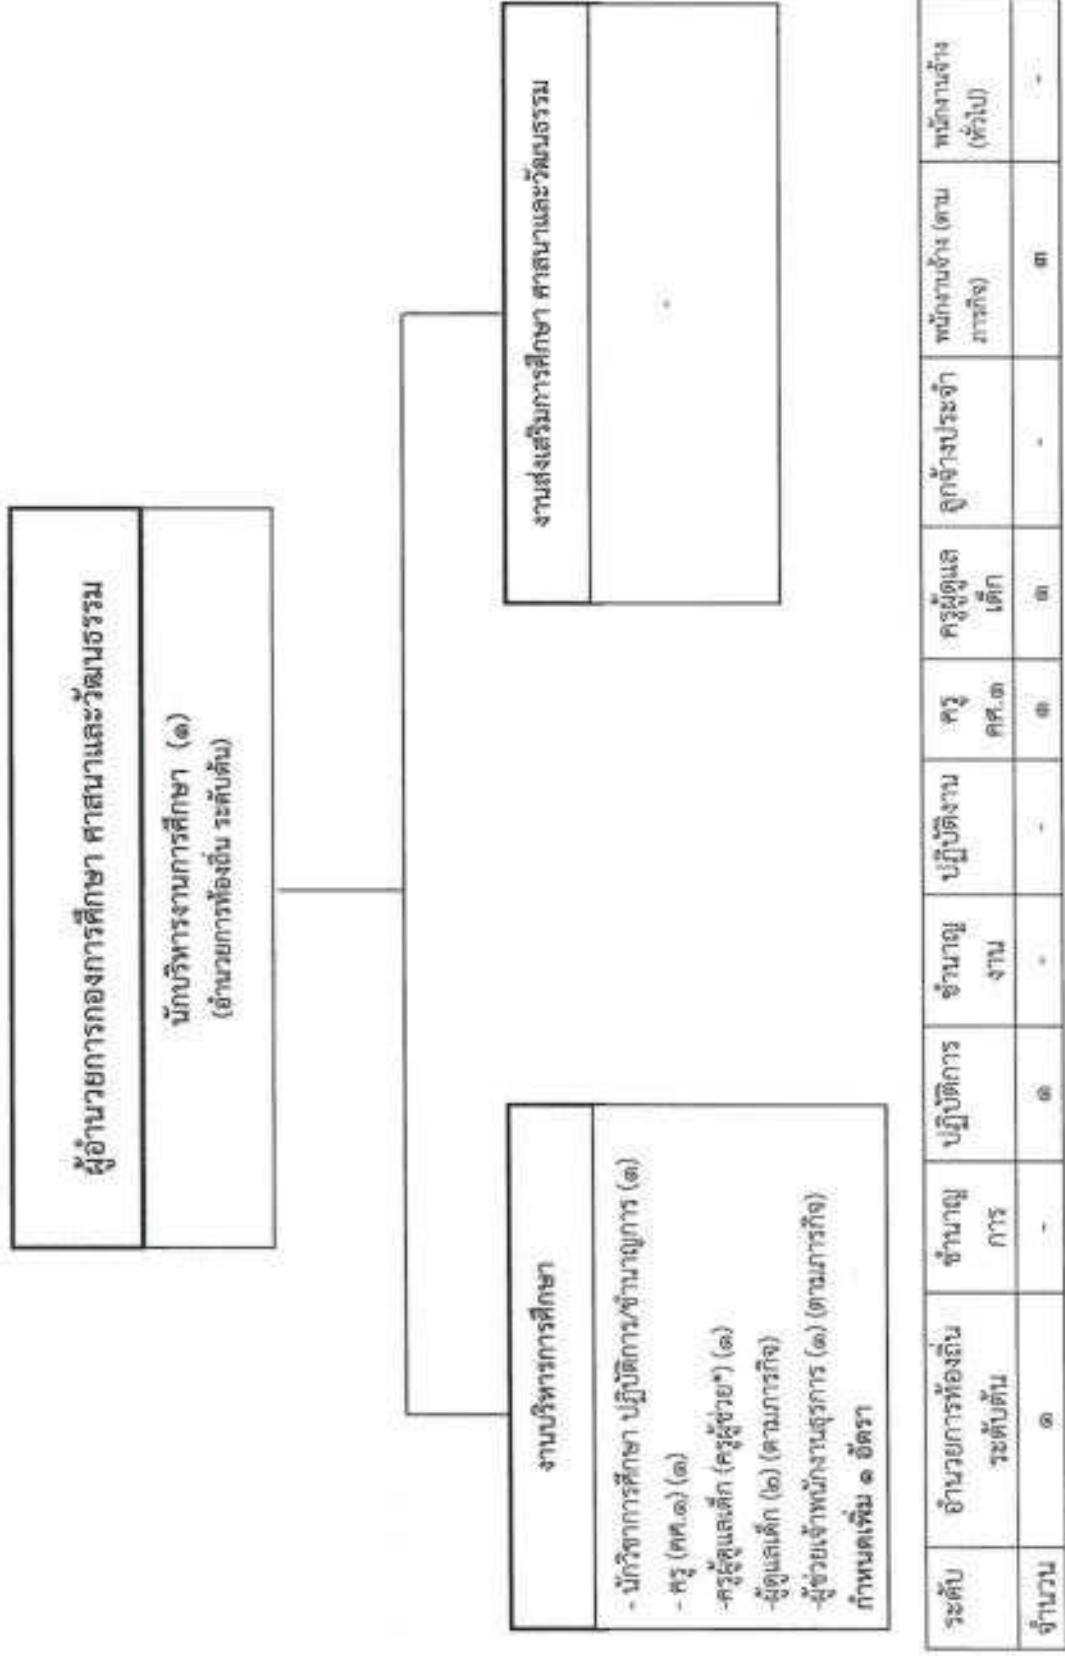 ผู้อำนวยการกองการศึกษา ศาสนาและวัฒนธรรม
นักบริหารงานการศึกษา (๑)
(อำนวยการท้องถิ่น ระดับต้น)
งานบริหารการศึกษา
- นักวิชาการศึกษา ปฏิบัติการ/ชำนาญการ (๑)
- ครู (คศ.๑) (๑)
-ครูผู้ดูแลเด็ก (ครูผู้ช่วย*) (๑)
-ผู้ดูแลเด็ก (๒) (ตามภารกิจ)
-ผู้ช่วยเจ้าพนักงานธุรการ (๑) (ตามภารกิจ)
กำหนดเพิ่ม ๑ อัตรา
งานส่งเสริมการศึกษา ศาสนาและวัฒนธรรม
-
ระดับ อำนวยการท้องถิ่น ระดับต้น ชำนาญ การ ปฏิบัติการ ชำนาญ งาน ปฏิบัติงาน ครู คศ.๑ ครูผู้ดูแล เด็ก ลูกจ้างประจำ พนักงานจ้าง (ตาม ภารกิจ) พนักงานจ้าง (ทั่วไป)
จำนวน ๑ - ๑ - - ๑ ๑ - ๓ -